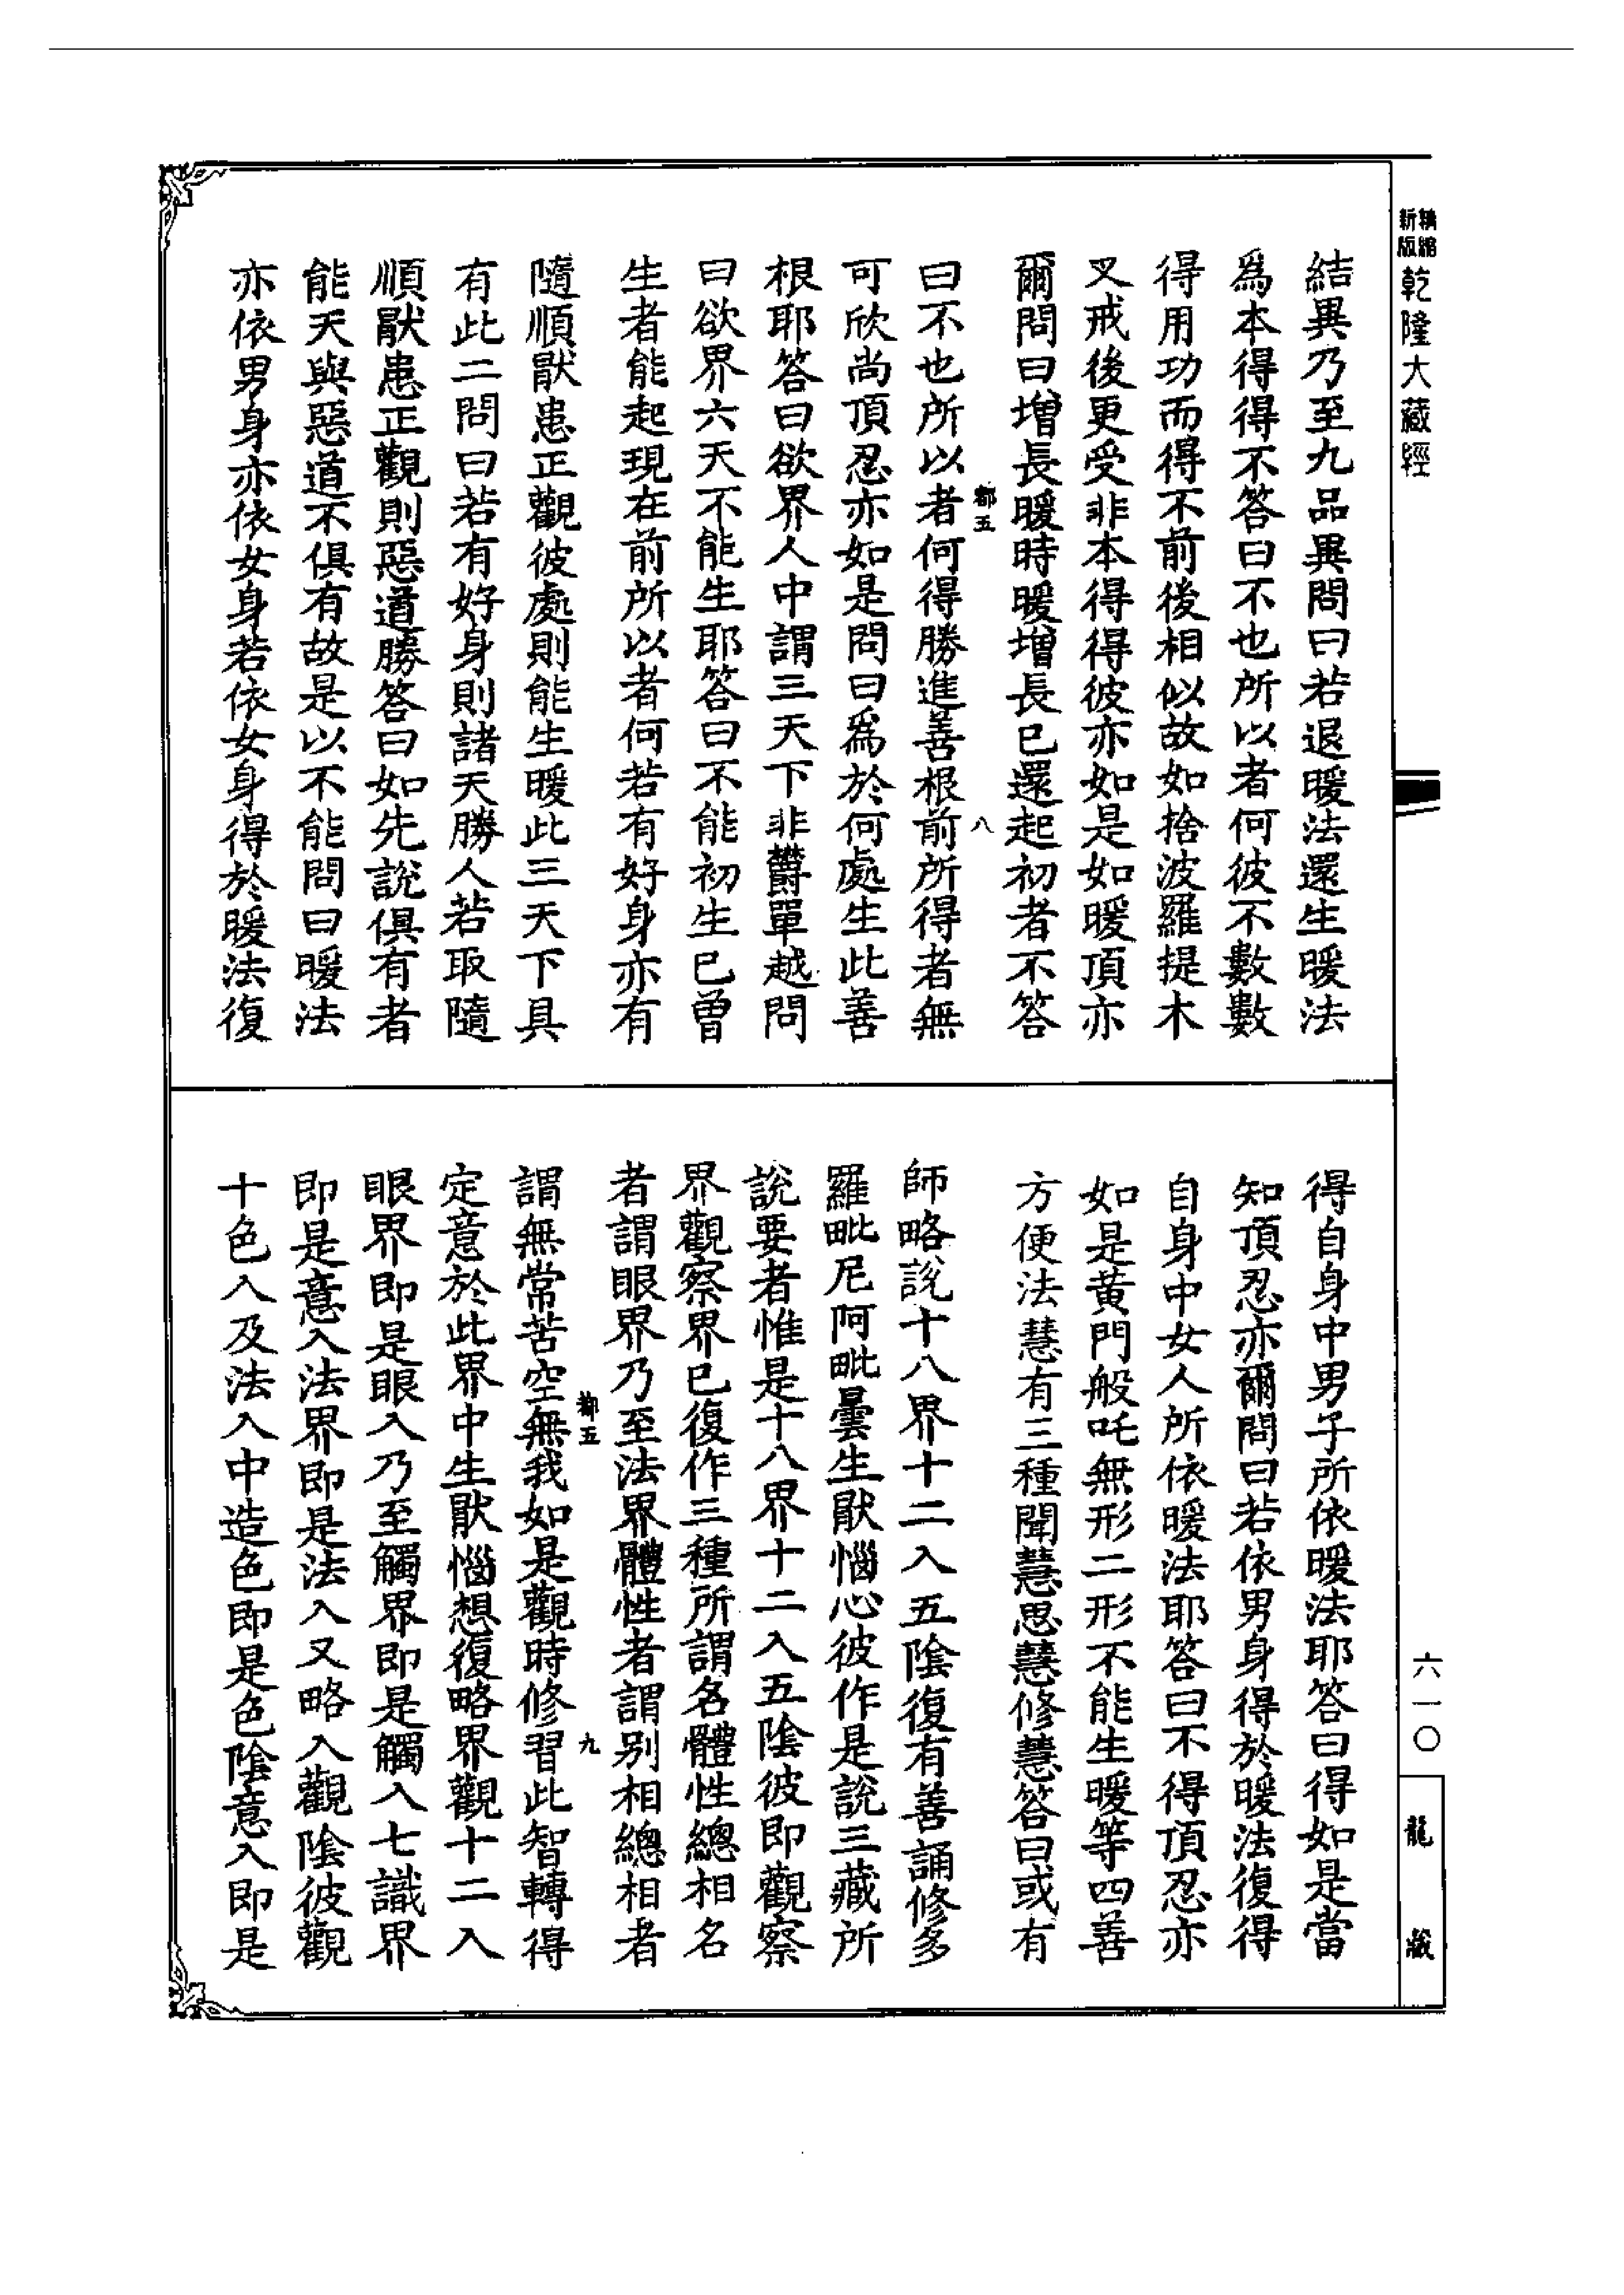 精縮新版
乾隆大藏經
結異乃至九品異問曰若退暖法還生暖法
爲本得得不答曰不也所以者何彼不數數
得用功而得不前後相似故如捨波羅提木
叉戒後更受非本得得彼亦如是如暖頂亦
爾問曰增長暖時暖增長已還起初者不答
都五
八
曰不也所以者何得勝進善根前所得者無
可欣尚頂忍亦如是問曰爲於何處生此善
根耶答曰欲界人中謂三天下非欝單越問
曰欲界六天不能生耶答曰不能初生已曾
生者能起現在前所以者何若有好身亦有
隨順厭患正觀彼處則能生暖此三天下具
有此二問曰若有好身則諸天勝人若取隨
順厭患正觀則惡道勝答曰如先說俱有者
能天與惡道不俱有故是以不能問曰暖法
亦依男身亦依女身若依女身得於暖法復
得自身中男子所依暖法耶答曰得如是當
知頂忍亦爾問曰若依男身得於暖法復得
自身中女人所依暖法耶答曰不得頂忍亦
如是黃門般吒無形二形不能生暖等四善
方便法慧有三種聞慧思慧修慧答曰或有
師略說十八界十二入五陰復有善誦修多
羅毗尼阿毗曇生厭惱心彼作是說三藏所
說要者惟是十八界十二入五陰彼即觀察
界觀察界已復作三種所謂名體性總相名
者謂眼界乃至法界體性者謂別相總相者
都五
九
謂無常苦空無我如是觀時修習此智轉得
定意於此界中生厭惱想復略界觀十二入
眼界即是眼入乃至觸界即是觸入七識界
即是意入法界即是法入又略入觀陰彼觀
十色入及法入中造色即是色陰意入即是
六一〇
龍藏